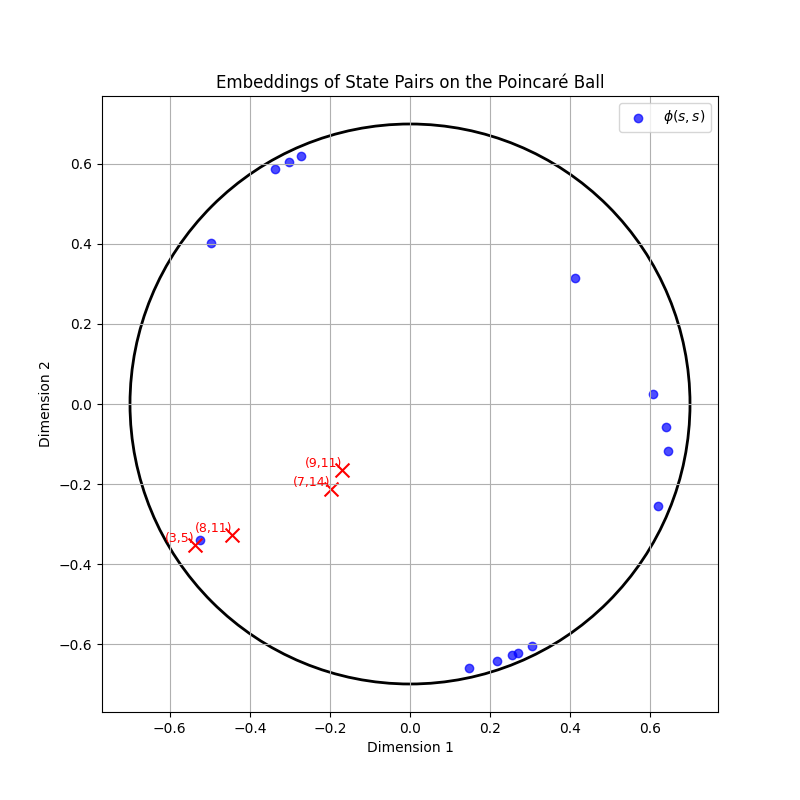 Embeddings of State Pairs on the Poincaré Ball
ϕ(s, s)
0.6
0.4
0.2
0.0
−0.2
−0.4
−0.6
Dimension 2
(9,11)
(7,14)
(8,11)
(3,5)
−0.6 −0.4 −0.2 0.0 0.2 0.4 0.6
Dimension 1